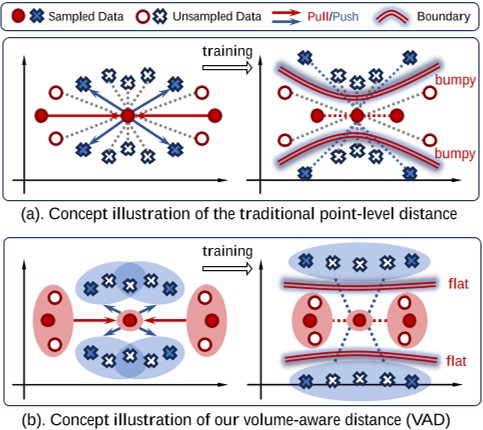 Sampled Data Unsampled Data Pull/Push Boundary
training
bumpy
bumpy
(a). Concept illustration of the traditional point-level distance
training
flat
flat
(b). Concept illustration of our volume-aware distance (VAD)